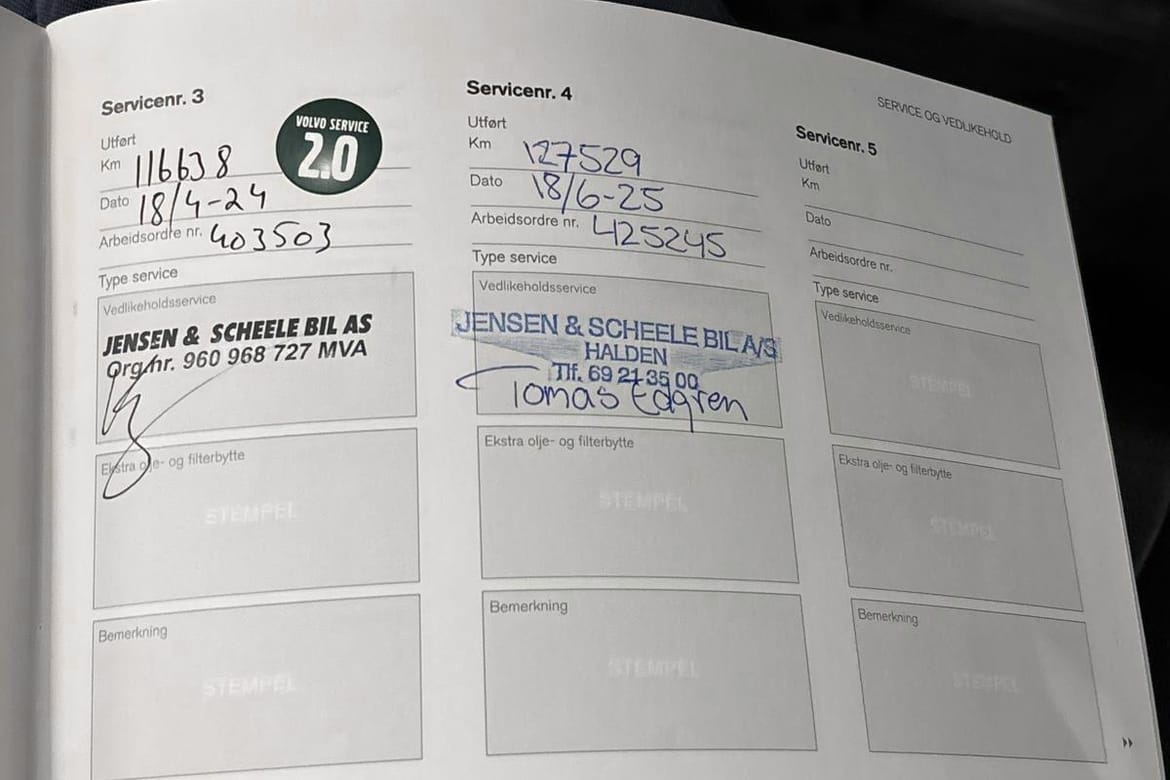 SERVICE OG VEDLIKEHOLD
Servicenr. 3
Utført
Km 116638
Dato 18/4-24
Arbeidsordre nr. 403503
Type service
Vedlikeholdsservice
JENSEN & SCHEELE BIL AS
Org.nr. 960 968 727 MVA
Ekstra olje- og filterbytte
STEMPEL
Bemerkning
STEMPEL
VOLVO SERVICE
2.0
Servicenr. 4
Utført
Km 127529
Dato 18/6-25
Arbeidsordre nr. 425245
Type service
Vedlikeholdsservice
JENSEN & SCHEELE BIL A/S
HALDEN
Tlf. 69 21 35 00
Tomas Edgren
Ekstra olje- og filterbytte
STEMPEL
Bemerkning
STEMPEL
Servicenr. 5
Utført
Km
Dato
Arbeidsordre nr.
Type service
Vedlikeholdsservice
STEMPEL
Ekstra olje- og filterbytte
STEMPEL
Bemerkning
STEMPEL